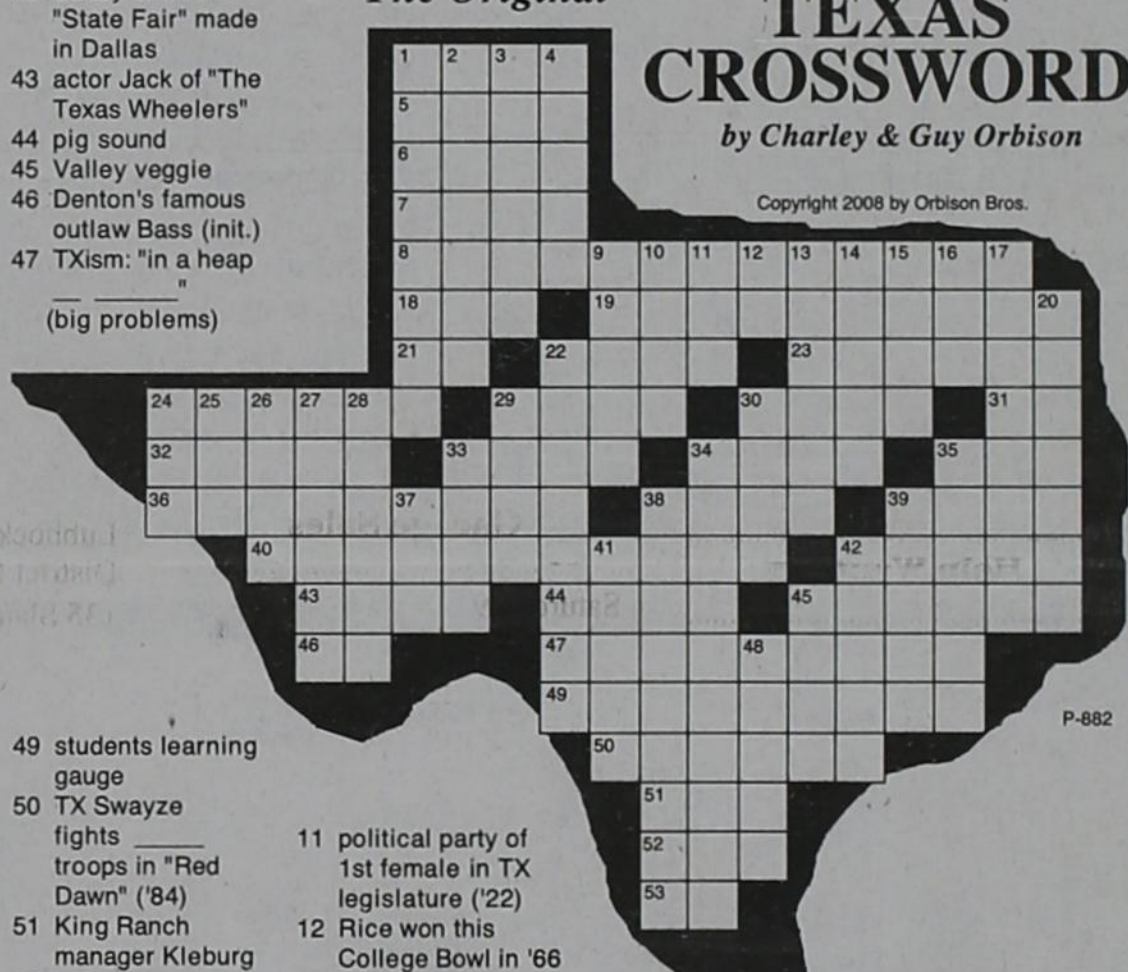 "State Fair" made
in Dallas
43 actor Jack of "The
Texas Wheelers"
44 pig sound
45 Valley veggie
46 Denton's famous
outlaw Bass (init.)
47 TXism: "in a heap
__ ______"
(big problems)
The Original
TEXAS
CROSSWORD
by Charley & Guy Orbison
Copyright 2008 by Orbison Bros.
1 2 3 4
5
6
7
8 9 10 11 12 13 14 15 16 17
18 19 20
21 22 23
24 25 26 27 28 29 30 31
32 33 34 35
36 37 38 39
40 41 42
43 44 45
46 47 48
49
50
51
52
53
P-882
49 students learning
gauge
50 TX Swayze
fights _____
troops in "Red
Dawn" ('84)
51 King Ranch
manager Kleburg
11 political party of
1st female in TX
legislature ('22)
12 Rice won this
College Bowl in '66